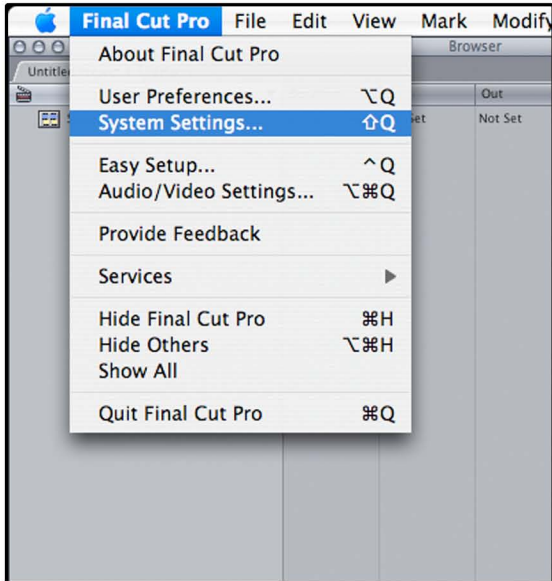 Final Cut Pro File Edit View Mark Modify
Browser
About Final Cut Pro
Out
User Preferences... ⌥Q
System Settings... ⇧Q
Not Set
Easy Setup... ^Q
Audio/Video Settings... ⌥⌘Q
Provide Feedback
Services ▶
Hide Final Cut Pro ⌘H
Hide Others ⌥⌘H
Show All
Quit Final Cut Pro ⌘Q